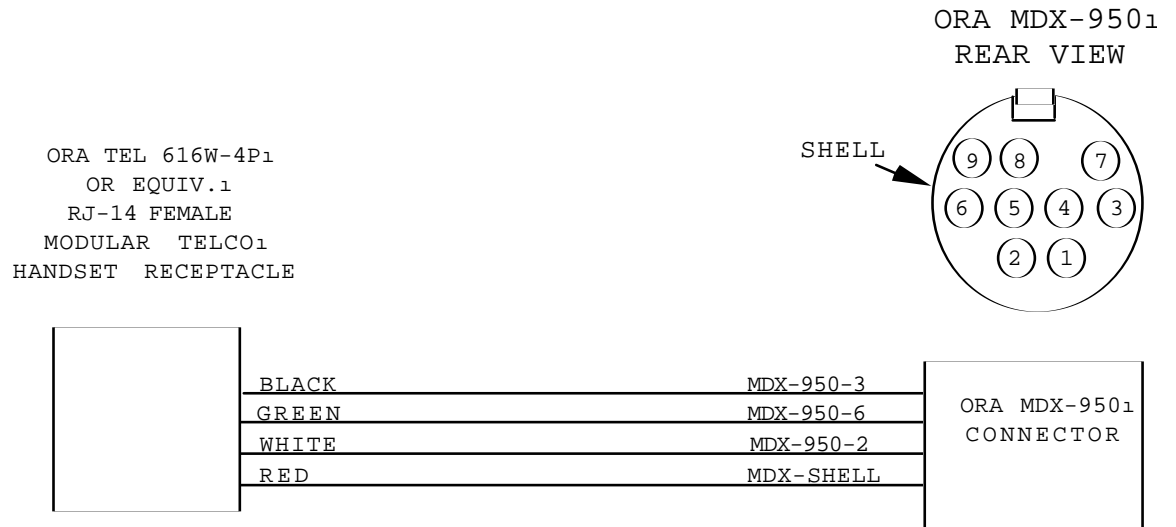 ORA MDX-950ı
REAR VIEW
ORA TEL 616W-4Pı
OR EQUIV.ı
RJ-14 FEMALE
MODULAR TELCOı
HANDSET RECEPTACLE
SHELL
9 8 7
6 5 4 3
2 1
BLACK MDX-950-3
GREEN MDX-950-6
WHITE MDX-950-2
RED MDX-SHELL
ORA MDX-950ı
CONNECTOR